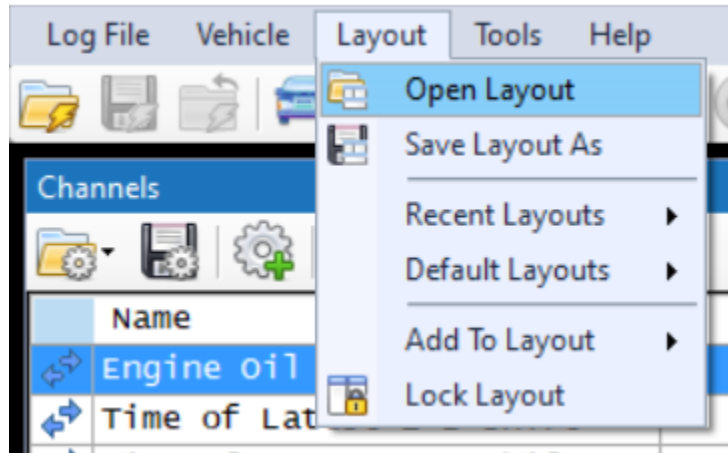 Log File Vehicle Layout Tools Help
Open Layout
Save Layout As
Channels
Recent Layouts
Default Layouts
Name
Add To Layout
Engine Oil
Lock Layout
Time of